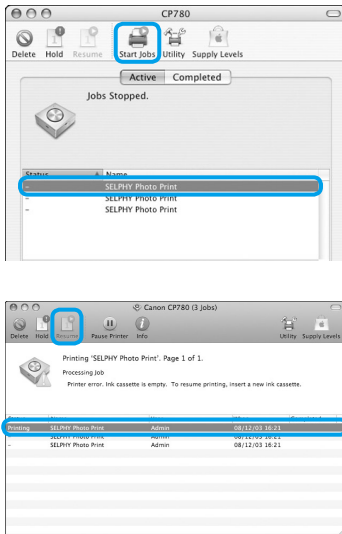 CP780
Delete Hold Resume Start Jobs Utility Supply Levels
Active Completed
Jobs Stopped.
Status Name
– SELPHY Photo Print
– SELPHY Photo Print
– SELPHY Photo Print
Canon CP780 (3 Jobs)
Delete Hold Resume Pause Printer Info Utility Supply Levels
Printing 'SELPHY Photo Print'. Page 1 of 1.
Processing Job
Printer error. Ink cassette is empty. To resume printing, insert a new ink cassette.
Printing SELPHY Photo Print Admin 08/12/03 16:21
– SELPHY Photo Print Admin 08/12/03 16:21
– SELPHY Photo Print Admin 08/12/03 16:21